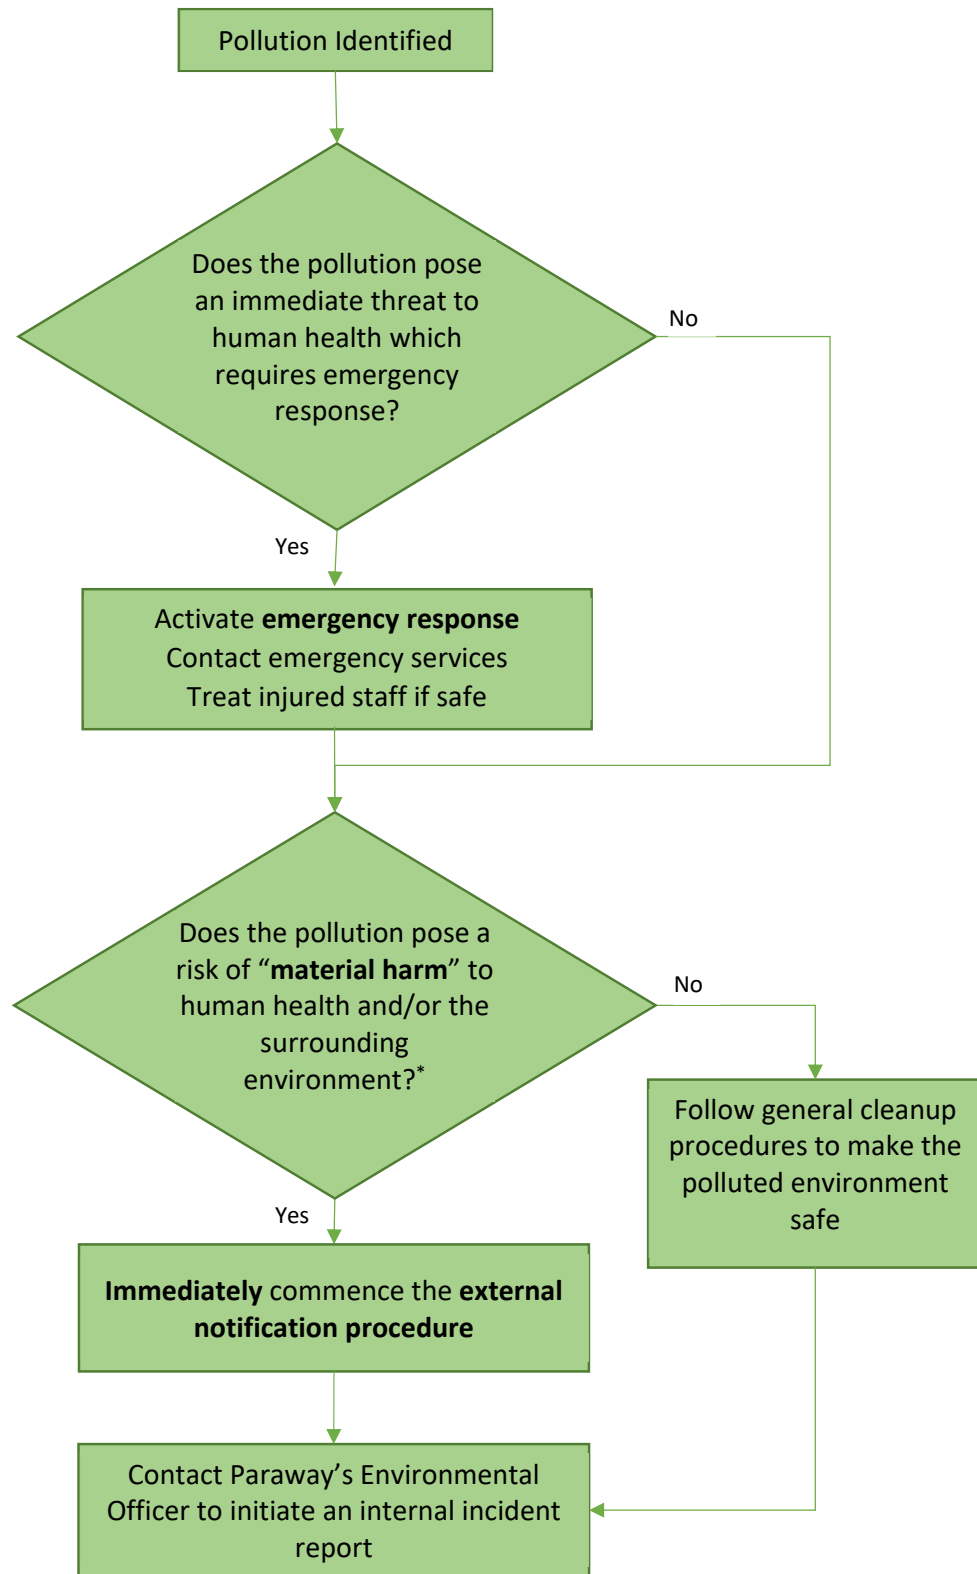 Pollution Identified
Does the pollution pose
an immediate threat to
human health which
requires emergency
response?
No
Yes
Activate emergency response
Contact emergency services
Treat injured staff if safe
Does the pollution pose a
risk of “material harm” to
human health and/or the
surrounding
environment?*
No
Follow general cleanup
procedures to make the
polluted environment
safe
Yes
Immediately commence the external
notification procedure
Contact Paraway’s Environmental
Officer to initiate an internal incident
report